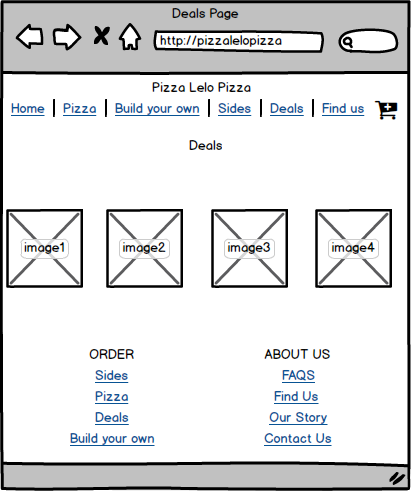 Deals Page
http://pizzalelopizza
Pizza Lelo Pizza
Home Pizza Build your own Sides Deals Find us
Deals
image1 image2 image3 image4
ORDER ABOUT US
Sides FAQS
Pizza Find Us
Deals Our Story
Build your own Contact Us